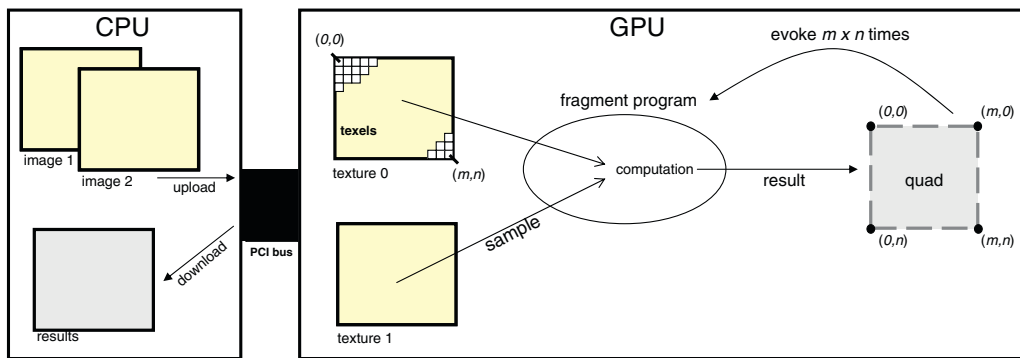 CPU
image 1
image 2
upload
download
results
PCI bus
GPU
(0,0)
texels
texture 0
(m,n)
texture 1
sample
fragment program
computation
result
evoke m x n times
(0,0)
(m,0)
quad
(0,n)
(m,n)